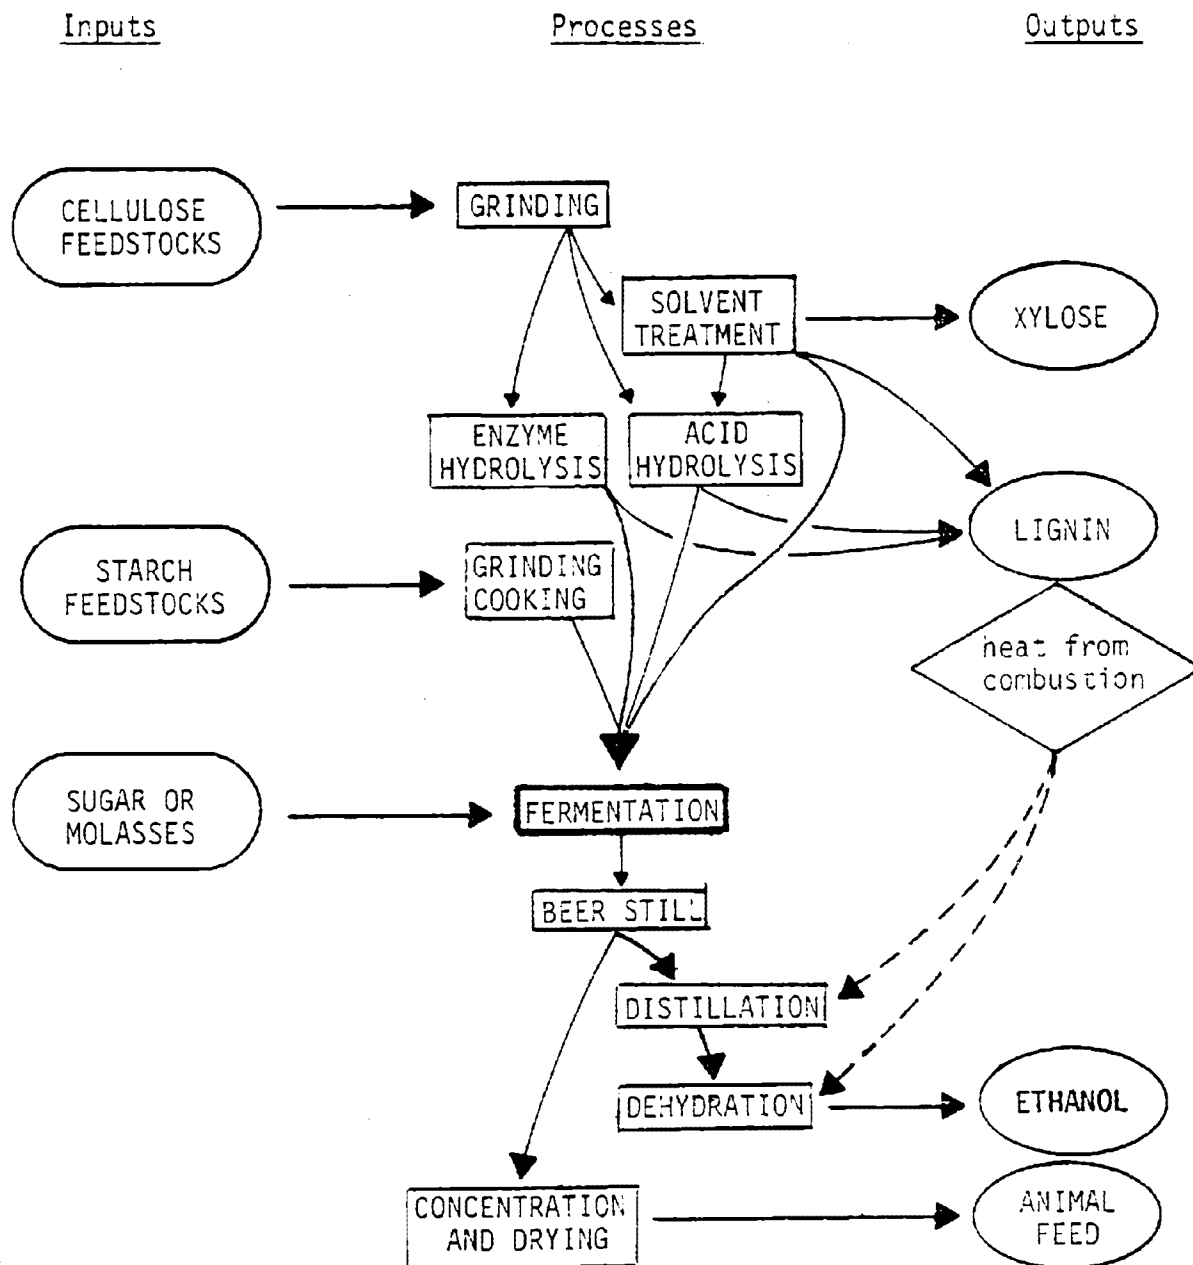 Inputs
Processes
Outputs
CELLULOSE
FEEDSTOCKS
GRINDING
SOLVENT
TREATMENT
XYLOSE
ENZYME
HYDROLYSIS
ACID
HYDROLYSIS
LIGNIN
STARCH
FEEDSTOCKS
GRINDING
COOKING
heat from
combustion
SUGAR OR
MOLASSES
FERMENTATION
BEER STILL
DISTILLATION
DEHYDRATION
ETHANOL
CONCENTRATION
AND DRYING
ANIMAL
FEED